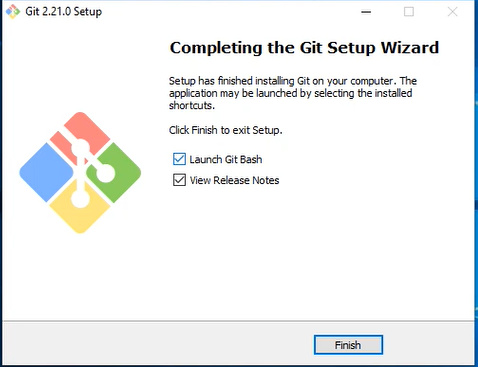 Git 2.21.0 Setup
Completing the Git Setup Wizard
Setup has finished installing Git on your computer. The
application may be launched by selecting the installed
shortcuts.
Click Finish to exit Setup.
Launch Git Bash
View Release Notes
Finish